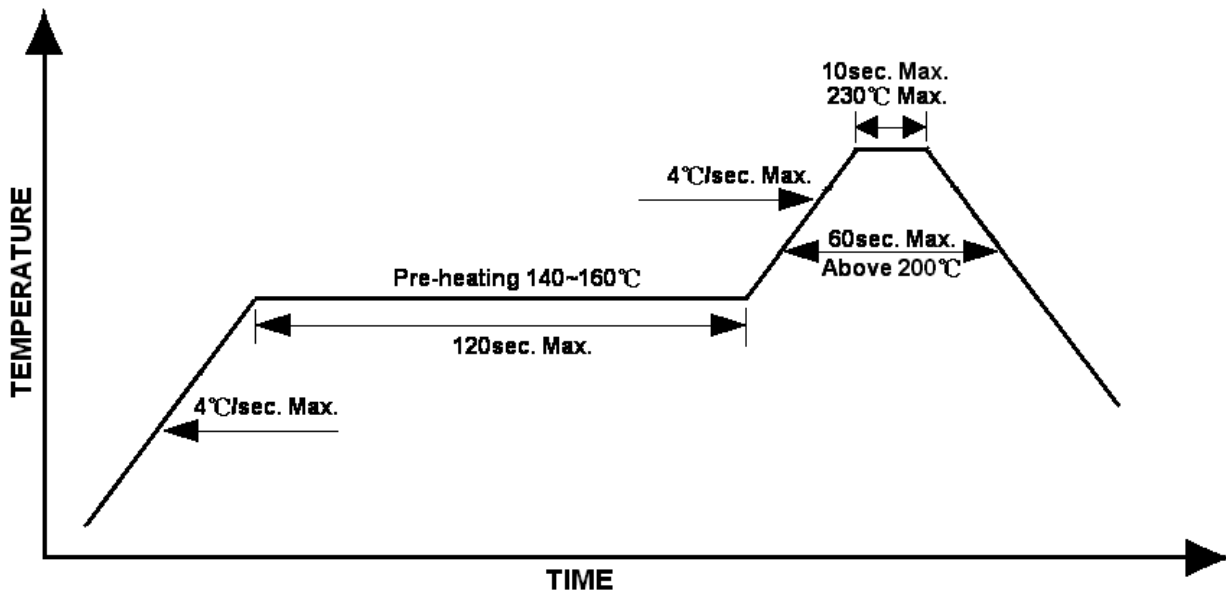 10sec. Max.
230℃ Max.
4℃/sec. Max.
60sec. Max.
Above 200℃
Pre-heating 140~160℃
120sec. Max.
4℃/sec. Max.
TEMPERATURE
TIME